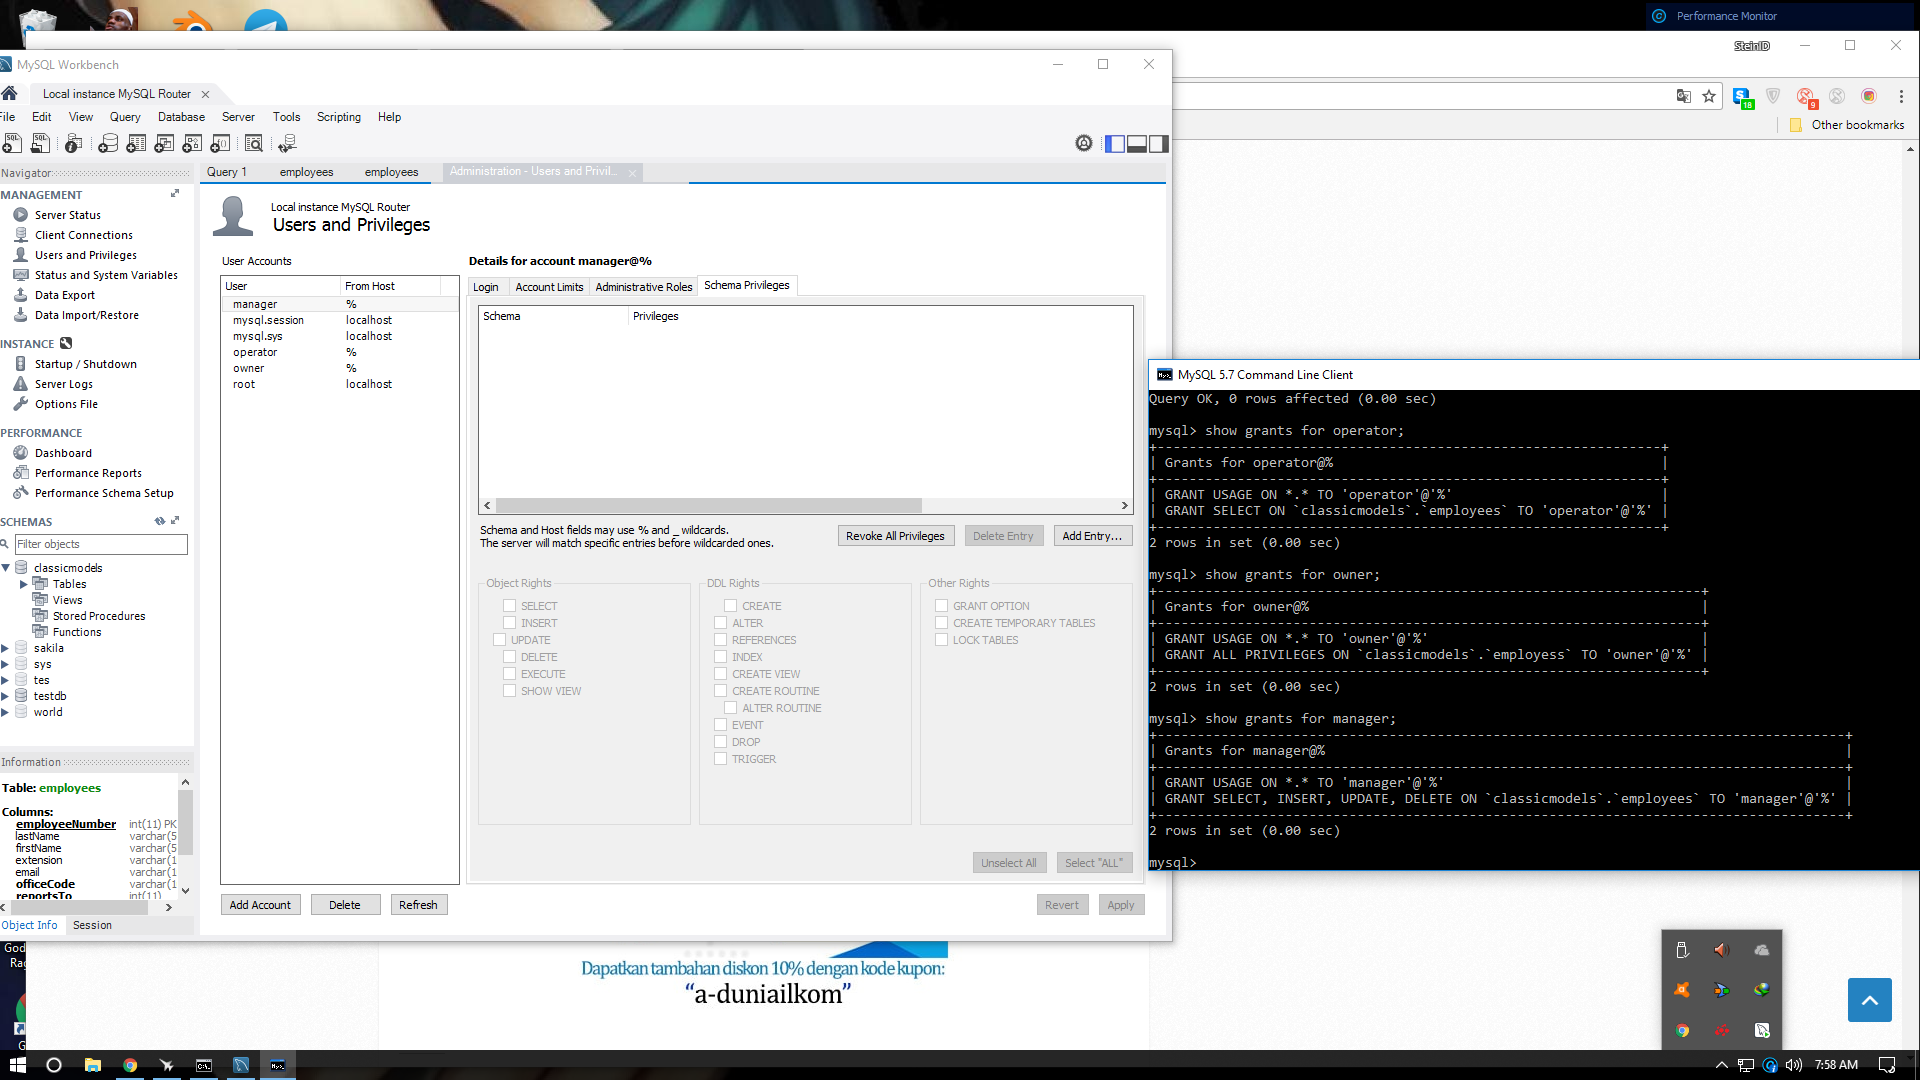 Performance Monitor
SteinID
MySQL Workbench
Local instance MySQL Router
File Edit View Query Database Server Tools Scripting Help
18
9
Other bookmarks
Navigator
Query 1 employees employees Administration - Users and Privil...
MANAGEMENT
Server Status
Client Connections
Users and Privileges
Status and System Variables
Data Export
Data Import/Restore
INSTANCE
Startup / Shutdown
Server Logs
Options File
PERFORMANCE
Dashboard
Performance Reports
Performance Schema Setup
SCHEMAS
Filter objects
classicmodels
Tables
Views
Stored Procedures
Functions
sakila
sys
tes
testdb
world
Information
Table: employees
Columns:
employeeNumber int(11) PK
lastName varchar(5
firstName varchar(5
extension varchar(1
email varchar(1
officeCode varchar(1
reportsTo int(11)
Object Info Session
Local instance MySQL Router
Users and Privileges
User Accounts
User From Host
manager %
mysql.session localhost
mysql.sys localhost
operator %
owner %
root localhost
Add Account Delete Refresh
Details for account manager@%
Login Account Limits Administrative Roles Schema Privileges
Schema Privileges
Schema and Host fields may use % and _ wildcards.
The server will match specific entries before wildcarded ones.
Revoke All Privileges Delete Entry Add Entry...
Object Rights
SELECT
INSERT
UPDATE
DELETE
EXECUTE
SHOW VIEW
DDL Rights
CREATE
ALTER
REFERENCES
INDEX
CREATE VIEW
CREATE ROUTINE
ALTER ROUTINE
EVENT
DROP
TRIGGER
Other Rights
GRANT OPTION
CREATE TEMPORARY TABLES
LOCK TABLES
Unselect All Select "ALL"
Revert Apply
MySQL 5.7 Command Line Client
Query OK, 0 rows affected (0.00 sec)
mysql> show grants for operator;
+----------------------------------------------------------------+
| Grants for operator@% |
+----------------------------------------------------------------+
| GRANT USAGE ON *.* TO 'operator'@'%' |
| GRANT SELECT ON `classicmodels`.`employees` TO 'operator'@'%' |
+----------------------------------------------------------------+
2 rows in set (0.00 sec)
mysql> show grants for owner;
+---------------------------------------------------------------------+
| Grants for owner@% |
+---------------------------------------------------------------------+
| GRANT USAGE ON *.* TO 'owner'@'%' |
| GRANT ALL PRIVILEGES ON `classicmodels`.`employess` TO 'owner'@'%' |
+---------------------------------------------------------------------+
2 rows in set (0.00 sec)
mysql> show grants for manager;
+---------------------------------------------------------------------------------------+
| Grants for manager@% |
+---------------------------------------------------------------------------------------+
| GRANT USAGE ON *.* TO 'manager'@'%' |
| GRANT SELECT, INSERT, UPDATE, DELETE ON `classicmodels`.`employees` TO 'manager'@'%' |
+---------------------------------------------------------------------------------------+
2 rows in set (0.00 sec)
mysql>
God
Rag
G
Dapatkan tambahan diskon 10% dengan kode kupon:
“a-duniailkom”
7:58 AM